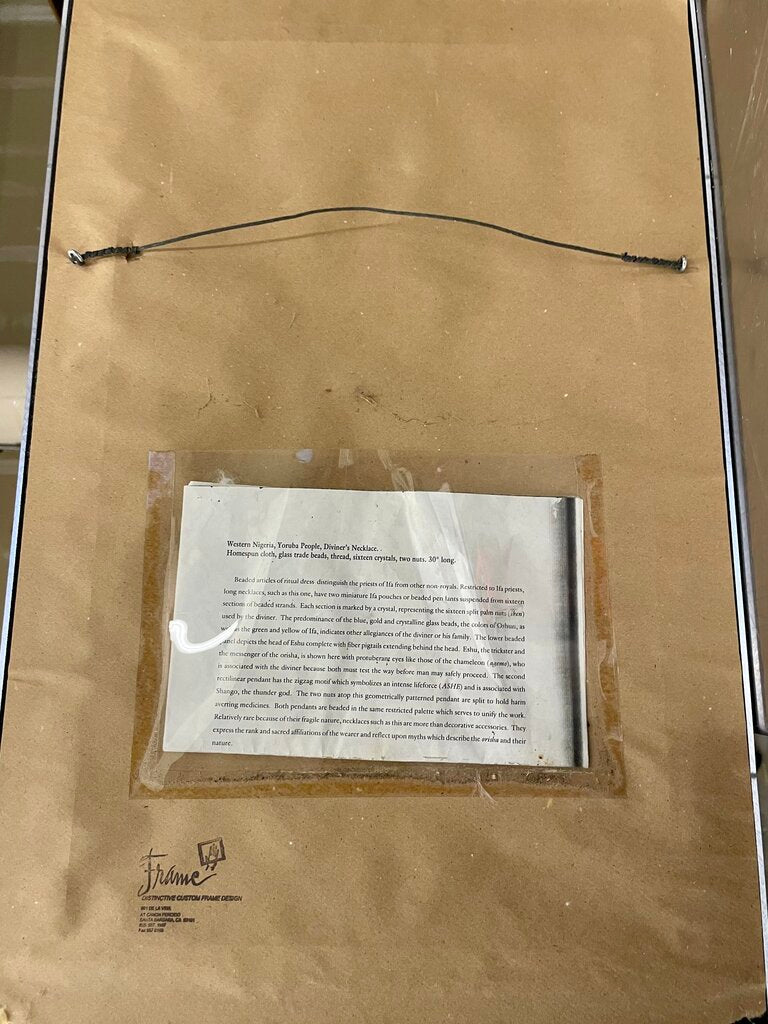 Western Nigeria, Yoruba People, Diviner's Necklace.
Homespun cloth, glass trade beads, thread, sixteen crystals, two nuts. 30" long.
Beaded articles of ritual dress distinguish the priests of Ifa from other non-royals. Restricted to Ifa priests,
long necklaces, such as this one, have two miniature Ifa pouches or beaded pendants suspended from sixteen
sections of beaded strands. Each section is marked by a crystal, representing the sixteen split palm nuts
used by the diviner. The predominance of the blue, gold and crystalline glass beads, the colors of Orhun, as
as the green and yellow of Ifa, indicates other allegiances of the diviner or his family. The lower beaded
panel depicts the head of Eshu complete with fiber pigtails extending behind the head. Eshu, the trickster and
the messenger of the orisha, is shown here with protuberant eyes like those of the chameleon, who
is associated with the diviner because both must test the way before man may safely proceed. The second
rectilinear pendant has the zigzag motif which symbolizes an intense lifeforce (ASHE) and is associated with
Shango, the thunder god. The two nuts atop this geometrically patterned pendant are split to hold harm
averting medicines. Both pendants are beaded in the same restricted palette which serves to unify the work.
Relatively rare because of their fragile nature, necklaces such as this are more than decorative accessories. They
express the rank and sacred affiliations of the wearer and reflect upon myths which describe the orisha and their
nature.
Frame
DISTINCTIVE CUSTOM FRAME DESIGN
DE LA VINA
AT CANON PERDIDO
SANTA BARBARA, CA